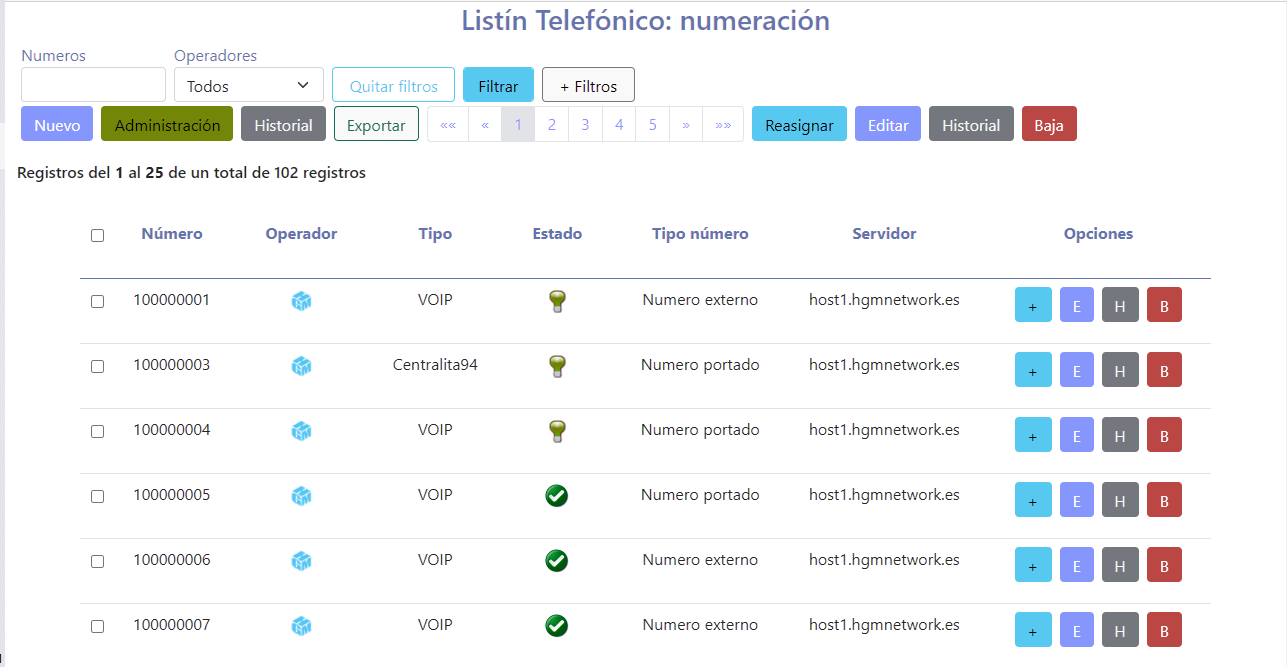 Listín Telefónico: numeración
Numeros Operadores
Todos Quitar filtros Filtrar + Filtros
Nuevo Administración Historial Exportar «« « 1 2 3 4 5 » »» Reasignar Editar Historial Baja
Registros del 1 al 25 de un total de 102 registros
Número Operador Tipo Estado Tipo número Servidor Opciones
100000001 VOIP Numero externo host1.hgmnetwork.es + E H B
100000003 Centralita94 Numero portado host1.hgmnetwork.es + E H B
100000004 VOIP Numero portado host1.hgmnetwork.es + E H B
100000005 VOIP Numero portado host1.hgmnetwork.es + E H B
100000006 VOIP Numero externo host1.hgmnetwork.es + E H B
100000007 VOIP Numero externo host1.hgmnetwork.es + E H B